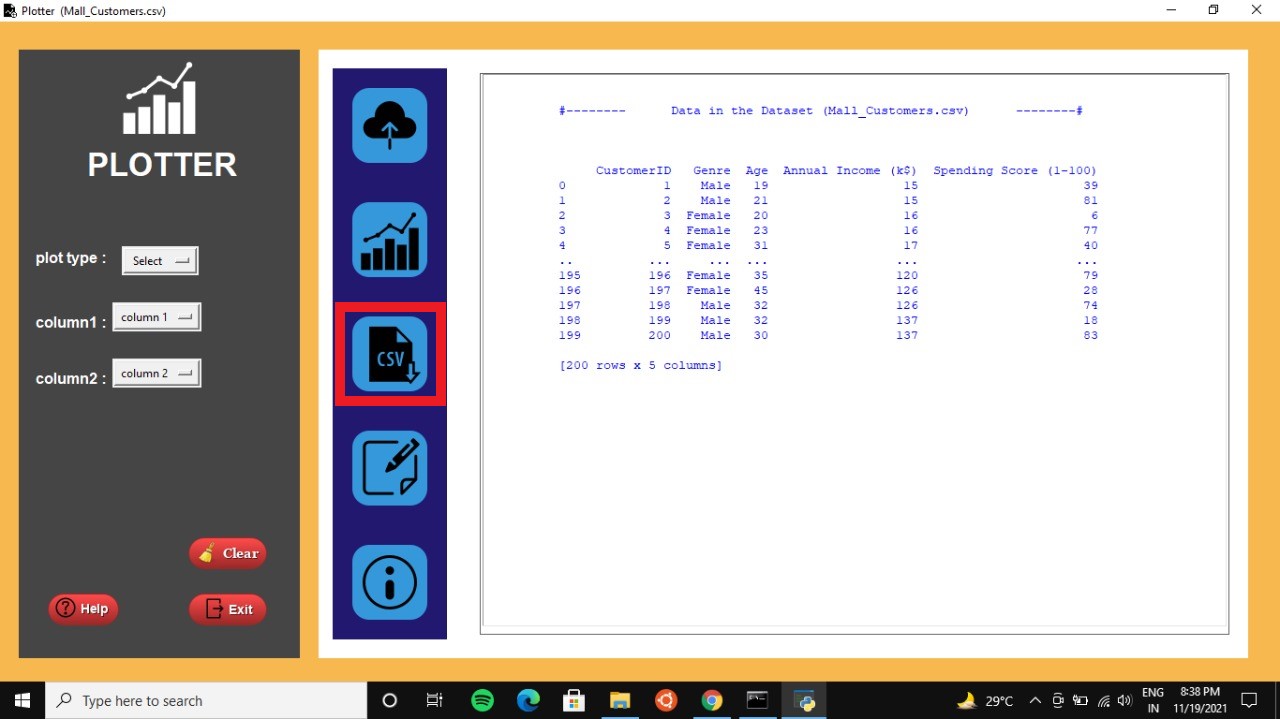 Plotter (Mall_Customers.csv)
PLOTTER
plot type : Select
column1 : column 1
column2 : column 2
Clear
Help
Exit
CSV
#-------- Data in the Dataset (Mall_Customers.csv) --------#
CustomerID Genre Age Annual Income (k$) Spending Score (1-100)
0 1 Male 19 15 39
1 2 Male 21 15 81
2 3 Female 20 16 6
3 4 Female 23 16 77
4 5 Female 31 17 40
.. ... ... ... ... ...
195 196 Female 35 120 79
196 197 Female 45 126 28
197 198 Male 32 126 74
198 199 Male 32 137 18
199 200 Male 30 137 83
[200 rows x 5 columns]
Type here to search
29°C
ENG
IN
8:38 PM
11/19/2021